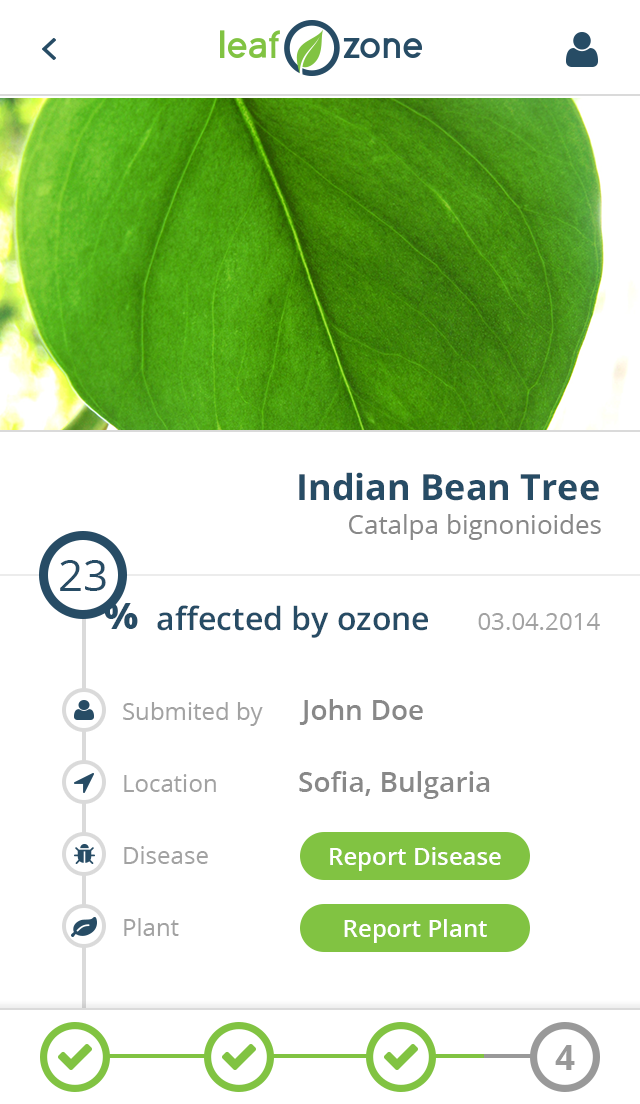 leaf zone
Indian Bean Tree
Catalpa bignonioides
23
% affected by ozone 03.04.2014
Submited by John Doe
Location Sofia, Bulgaria
Disease Report Disease
Plant Report Plant
4